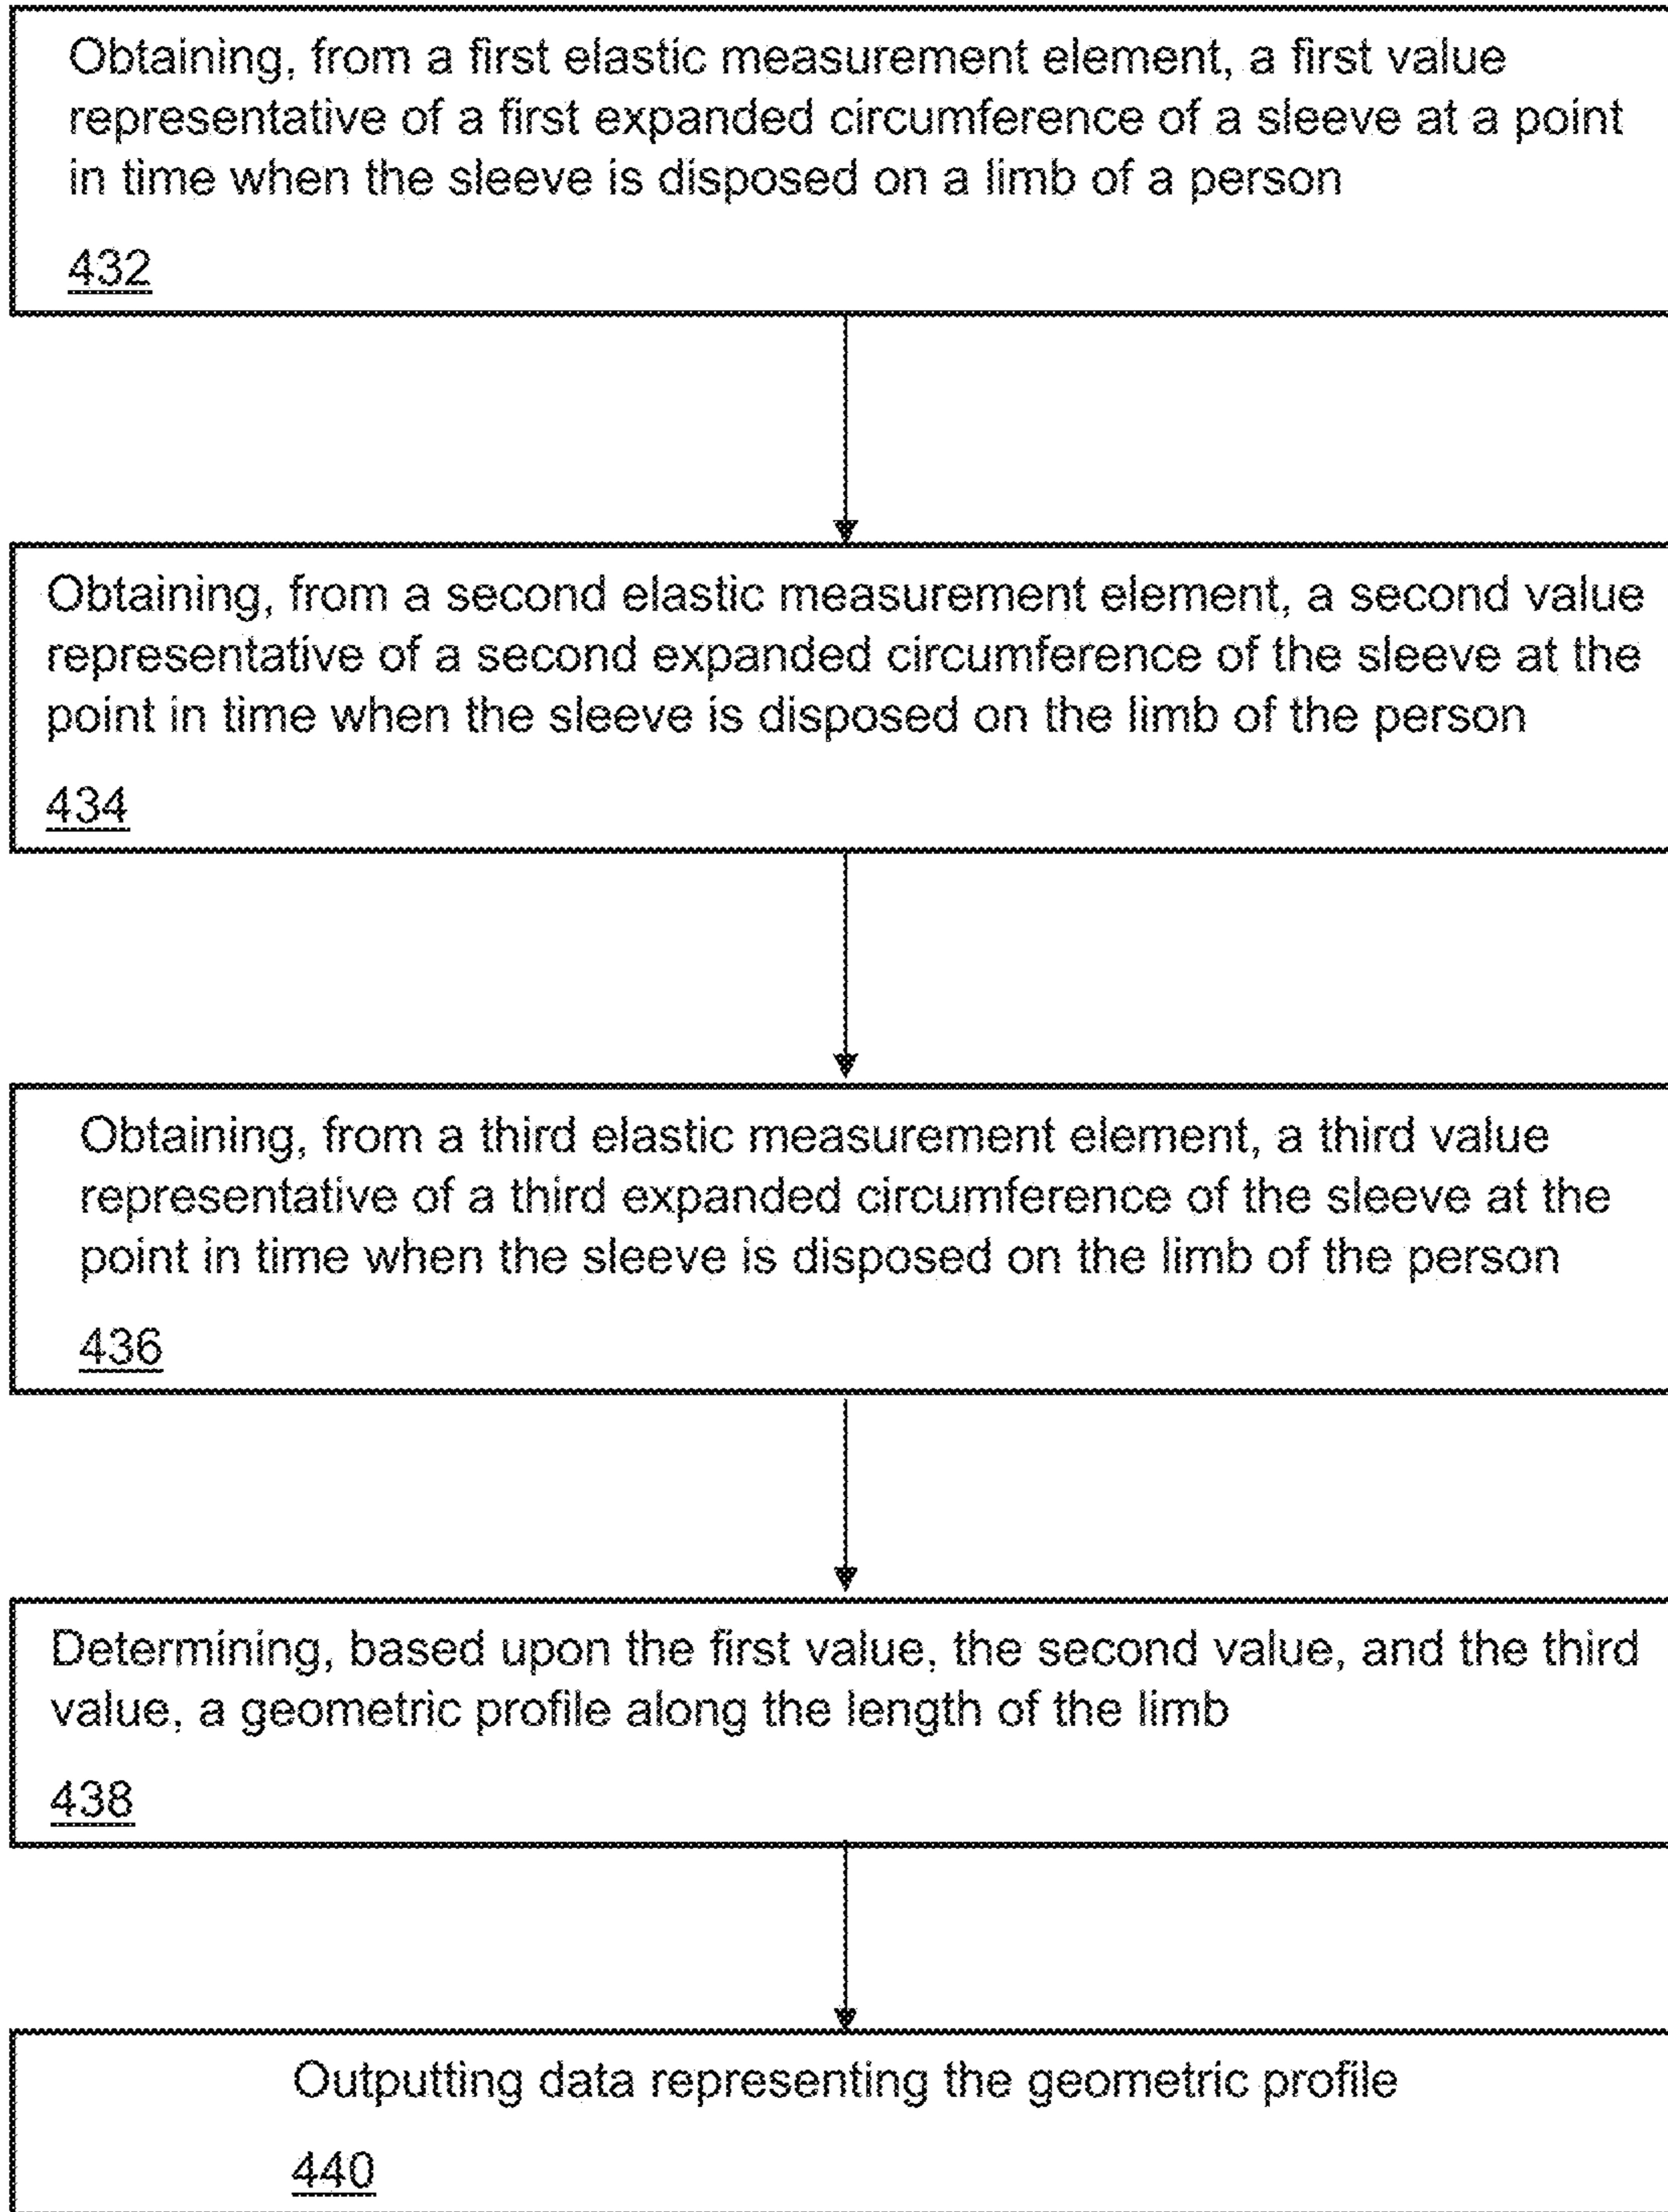 Obtaining, from a first elastic measurement element, a first value
representative of a first expanded circumference of a sleeve at a point
in time when the sleeve is disposed on a limb of a person
432
Obtaining, from a second elastic measurement element, a second value
representative of a second expanded circumference of the sleeve at the
point in time when the sleeve is disposed on the limb of the person
434
Obtaining, from a third elastic measurement element, a third value
representative of a third expanded circumference of the sleeve at the
point in time when the sleeve is disposed on the limb of the person
436
Determining, based upon the first value, the second value, and the third
value, a geometric profile along the length of the limb
438
Outputting data representing the geometric profile
440